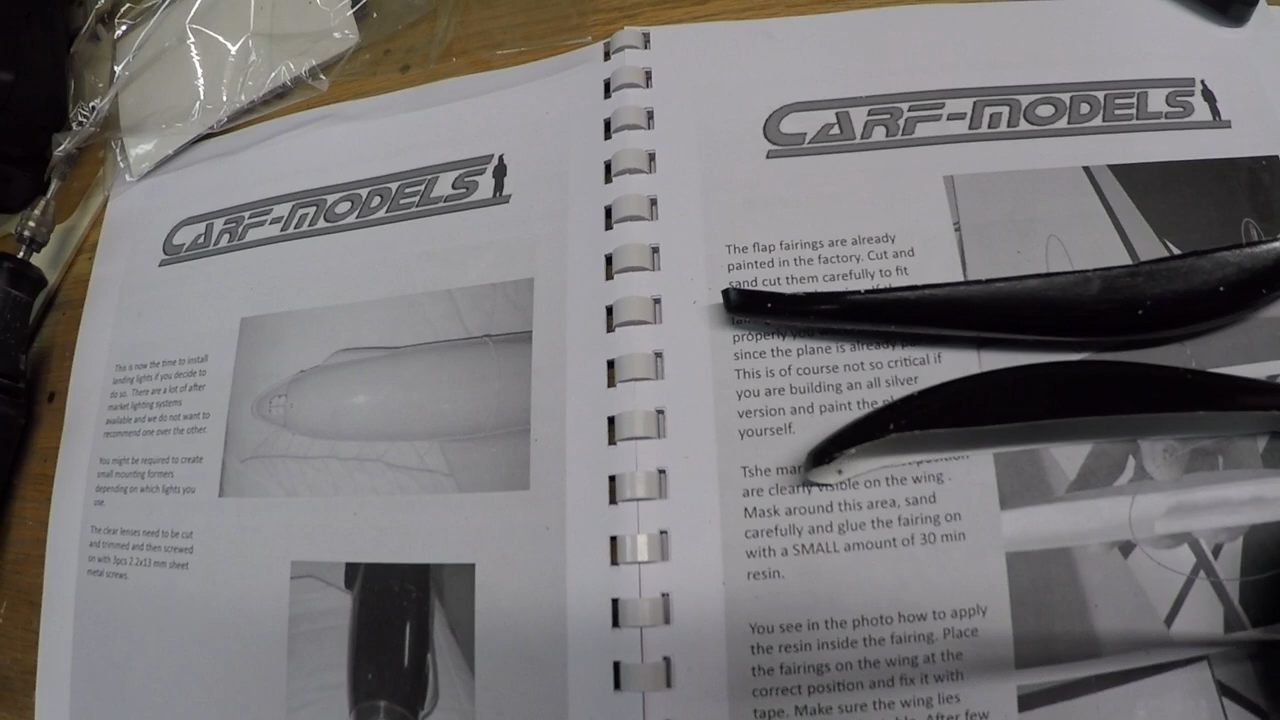 CARF-MODELS
This is now the time to install
landing lights if you decide to
do so. There are a lot of after
market lighting systems
available and we do not want to
recommend one over the other.
You might be required to create
small mounting formers
depending on which lights you
use.
The clear lenses need to be cut
and trimmed and then screwed
on with 3pcs 2.2x13 mm sheet
metal screws.
CARF-MODELS
The flap fairings are already
painted in the factory. Cut and
sand cut them carefully to fit
properly you
since the plane is already
This is of course not so critical if
you are building an all silver
version and paint the
yourself.
Tshe
are clearly visible on the wing .
Mask around this area, sand
carefully and glue the fairing on
with a SMALL amount of 30 min
resin.
You see in the photo how to apply
the resin inside the fairing. Place
the fairings on the wing at the
correct position and fix it with
tape. Make sure the wing lies
After few